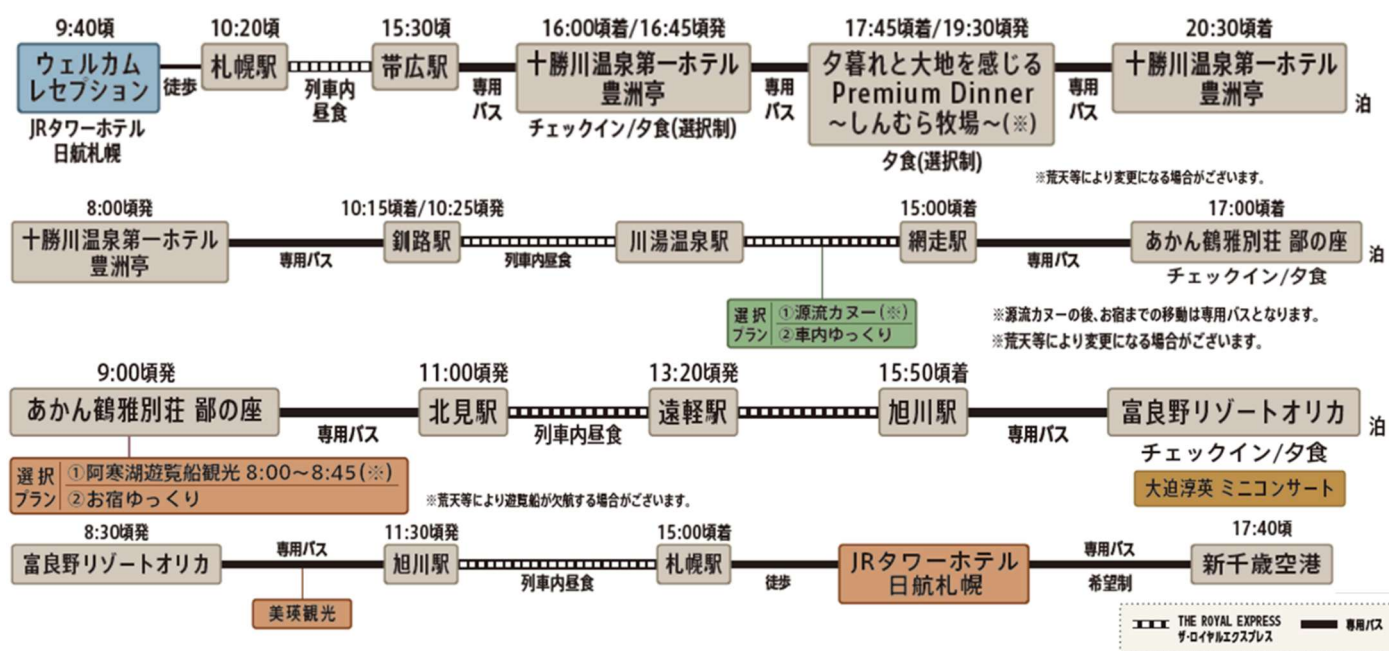 9:40頃
10:20頃
15:30頃
16:00頃着/16:45頃発
17:45頃着/19:30頃発
20:30頃着
ウェルカム
レセプション
徒歩
札幌駅
列車内
昼食
帯広駅
専用
バス
十勝川温泉第一ホテル
豊洲亭
専用
バス
夕暮れと大地を感じる
Premium Dinner
~しんむら牧場~(※)
専用
バス
十勝川温泉第一ホテル
豊洲亭
泊
JRタワーホテル
日航札幌
チェックイン/夕食(選択制)
夕食(選択制)
※荒天等により変更になる場合がございます。
8:00頃発
10:15頃着/10:25頃発
15:00頃着
17:00頃着
十勝川温泉第一ホテル
豊洲亭
専用バス
釧路駅
列車内昼食
川湯温泉駅
網走駅
専用バス
あかん鶴雅別荘 鄙の座
泊
チェックイン/夕食
選択
プラン
①源流カヌー(※)
②車内ゆっくり
※源流カヌーの後、お宿までの移動は専用バスとなります。
※荒天等により変更になる場合がございます。
9:00頃発
11:00頃発
13:20頃発
15:50頃着
あかん鶴雅別荘 鄙の座
専用バス
北見駅
列車内昼食
遠軽駅
旭川駅
専用バス
富良野リゾートオリカ
泊
チェックイン/夕食
大迫淳英 ミニコンサート
選択
プラン
①阿寒湖遊覧船観光 8:00~8:45(※)
②お宿ゆっくり
※荒天等により遊覧船が欠航する場合がございます。
8:30頃発
11:30頃発
15:00頃着
17:40頃
富良野リゾートオリカ
専用バス
美瑛観光
旭川駅
列車内昼食
札幌駅
徒歩
JRタワーホテル
日航札幌
専用バス
希望制
新千歳空港
THE ROYAL EXPRESS
ザ・ロイヤルエクスプレス
専用バス